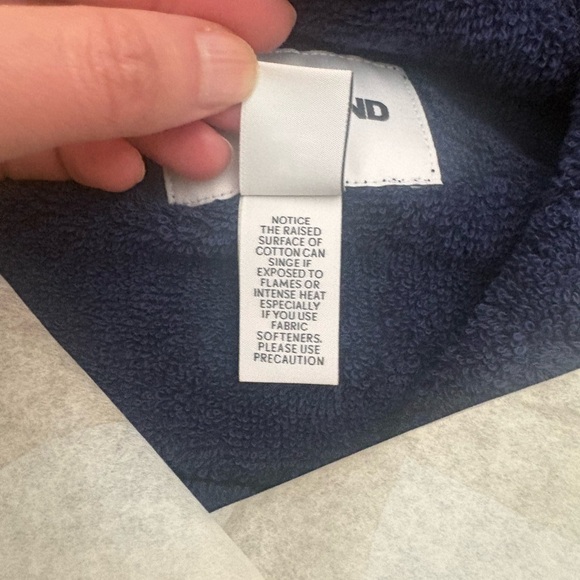 ND
NOTICE
THE RAISED
SURFACE OF
COTTON CAN
SINGE IF
EXPOSED TO
FLAMES OR
INTENSE HEAT
ESPECIALLY
IF YOU USE
FABRIC
SOFTENERS.
PLEASE USE
PRECAUTION